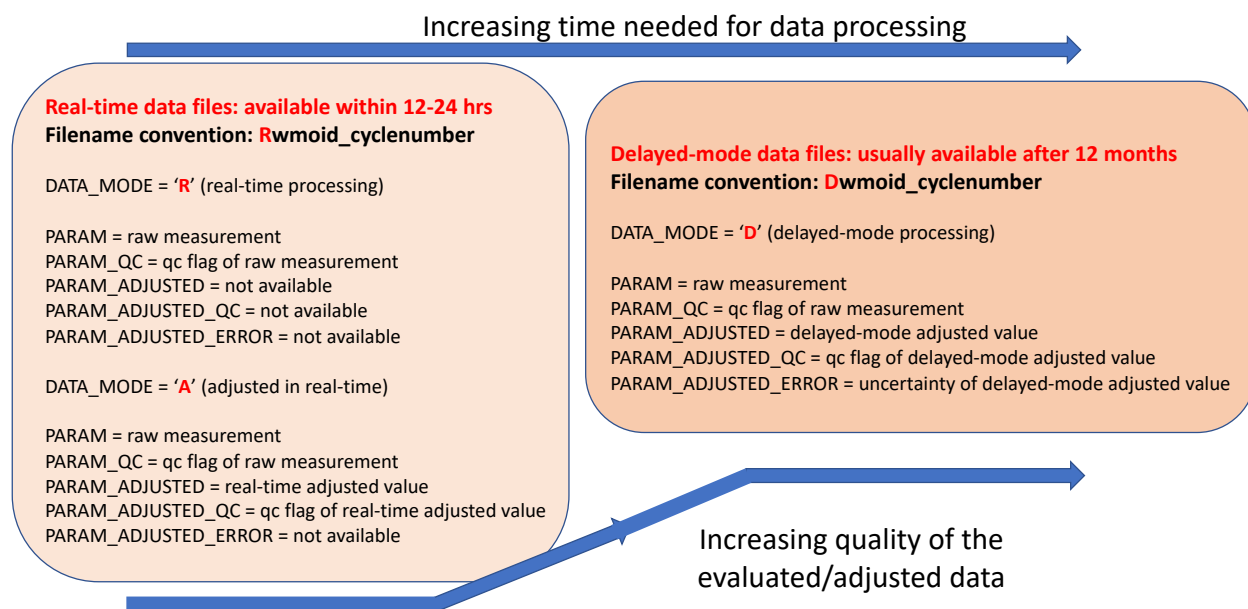 Increasing time needed for data processing
Real-time data files: available within 12-24 hrs
Filename convention: Rwmoid_cyclenumber
DATA_MODE = ‘R’ (real-time processing)
PARAM = raw measurement
PARAM_QC = qc flag of raw measurement
PARAM_ADJUSTED = not available
PARAM_ADJUSTED_QC = not available
PARAM_ADJUSTED_ERROR = not available
DATA_MODE = ‘A’ (adjusted in real-time)
PARAM = raw measurement
PARAM_QC = qc flag of raw measurement
PARAM_ADJUSTED = real-time adjusted value
PARAM_ADJUSTED_QC = qc flag of real-time adjusted value
PARAM_ADJUSTED_ERROR = not available
Delayed-mode data files: usually available after 12 months
Filename convention: Dwmoid_cyclenumber
DATA_MODE = ‘D’ (delayed-mode processing)
PARAM = raw measurement
PARAM_QC = qc flag of raw measurement
PARAM_ADJUSTED = delayed-mode adjusted value
PARAM_ADJUSTED_QC = qc flag of delayed-mode adjusted value
PARAM_ADJUSTED_ERROR = uncertainty of delayed-mode adjusted value
Increasing quality of the
evaluated/adjusted data